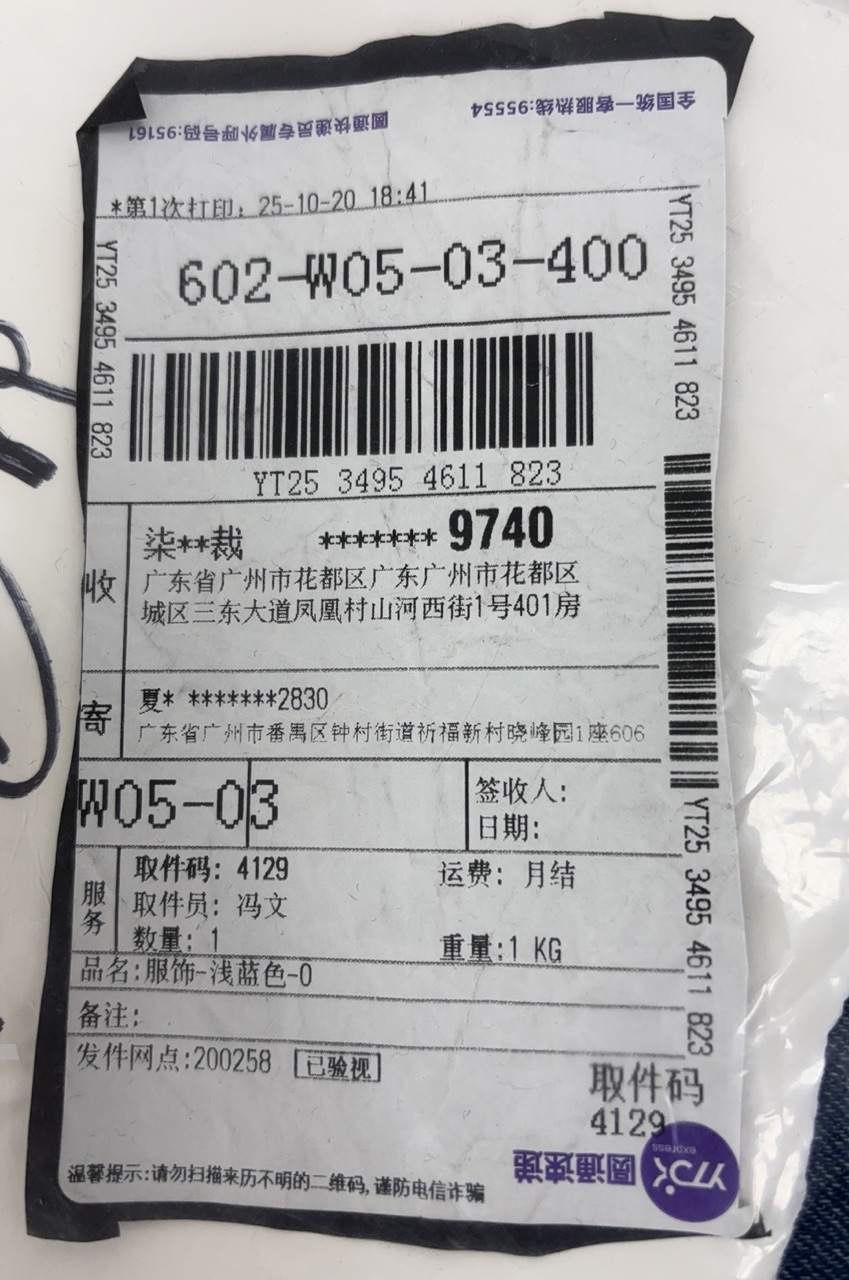 全国统一客服热线:95554
圆通快递员专属外呼号码:95161
*第1次打印: 25-10-20 18:41
602-W05-03-400
YT25 3495 4611 823
YT25 3495 4611 823
YT25 3495 4611 823
收
柒**裁 *******9740
广东省广州市花都区广东广州市花都区
城区三东大道凤凰村山河西街1号401房
寄
夏* *******2830
广东省广州市番禺区钟村街道祈福新村晓峰园1座606
W05-03
签收人:
日期:
服务
取件码: 4129 运费: 月结
取件员: 冯文
数量: 1 重量:1 KG
品名:服饰-浅蓝色-0
备注:
发件网点:200258 已验视
YT25 3495 4611 823
取件码
4129
温馨提示:请勿扫描来历不明的二维码,谨防电信诈骗
圆通速递
YTO
express